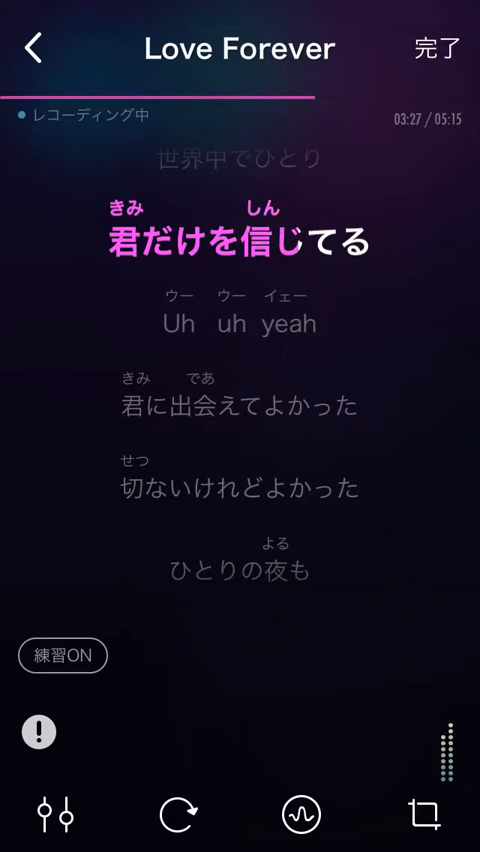 Love Forever
完了
レコーディング中
03:27 / 05:15
世界中でひとり
きみ しん
君だけを信じてる
ウー ウー イェー
Uh uh yeah
きみ であ
君に出会えてよかった
せつ
切ないけれどよかった
よる
ひとりの夜も
練習ON